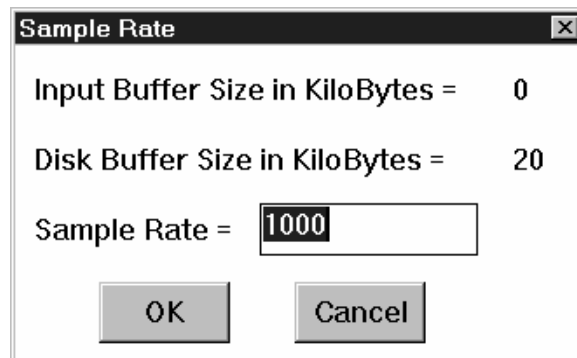 Sample Rate
Input Buffer Size in KiloBytes = 0
Disk Buffer Size in KiloBytes = 20
Sample Rate = 1000
OK Cancel